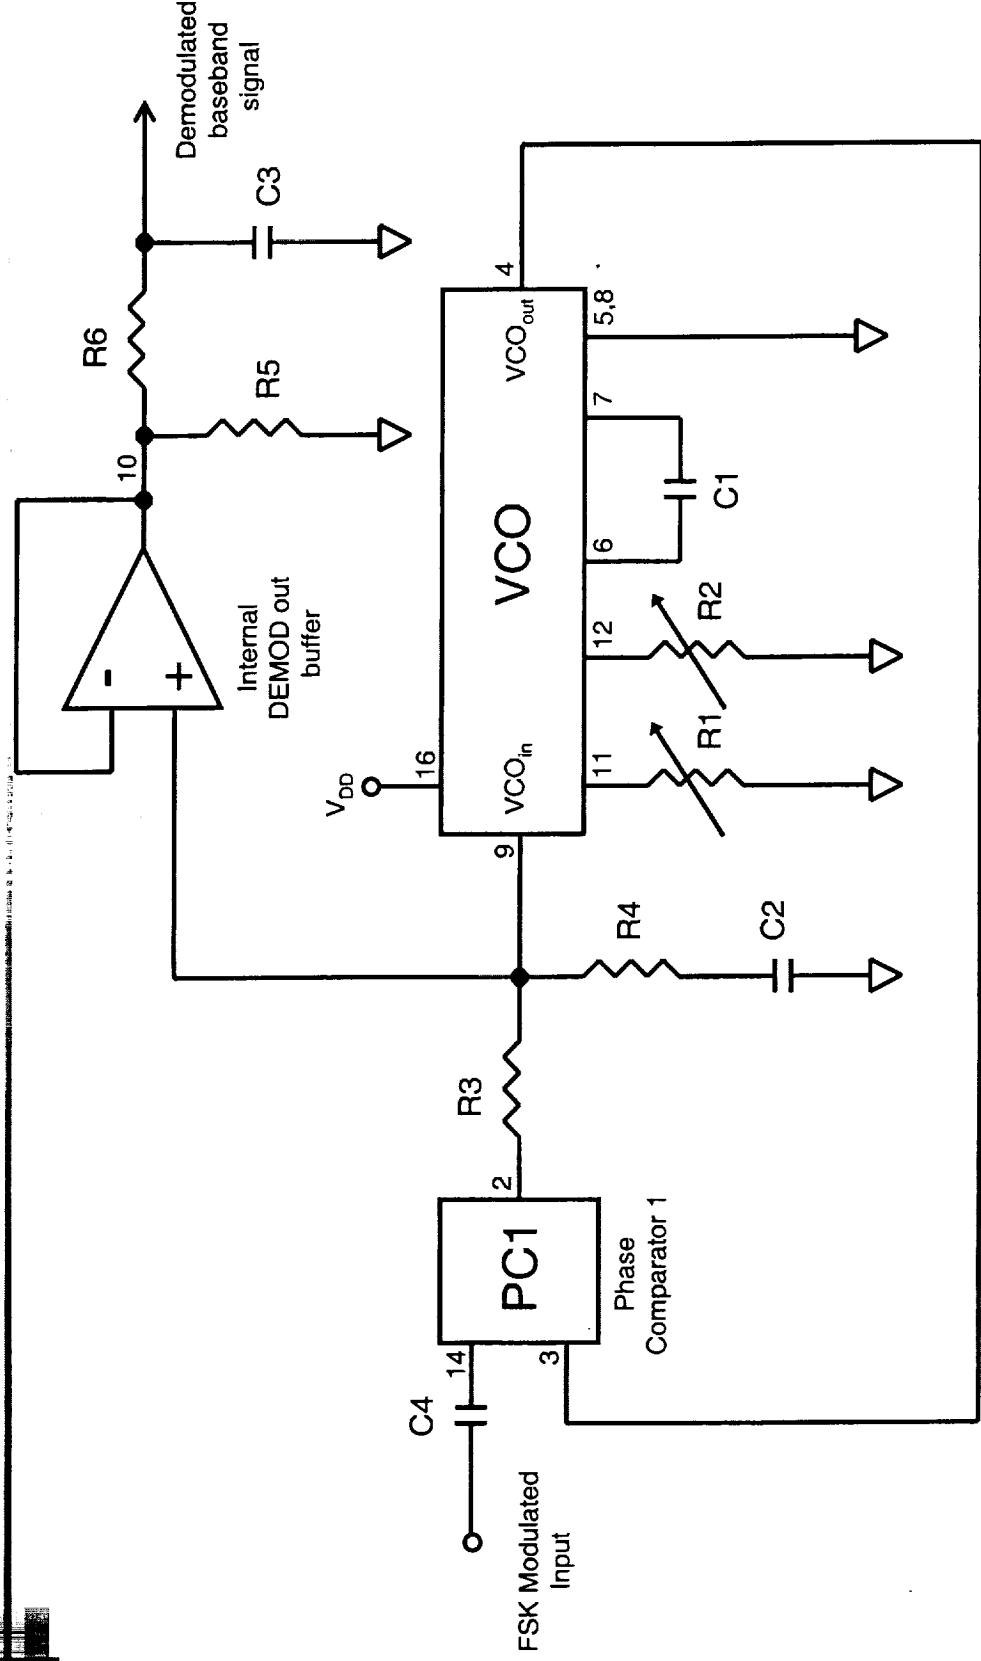 Demodulated
baseband
signal
R6
C3
10
R5
-
+
Internal
DEMOD out
buffer
V_DD
16
4
VCO_out
5,8
7
VCO
6
C1
12
R2
VCO_in
11
R1
9
R4
C2
R3
2
PC1
Phase
Comparator 1
14
3
C4
FSK Modulated
Input